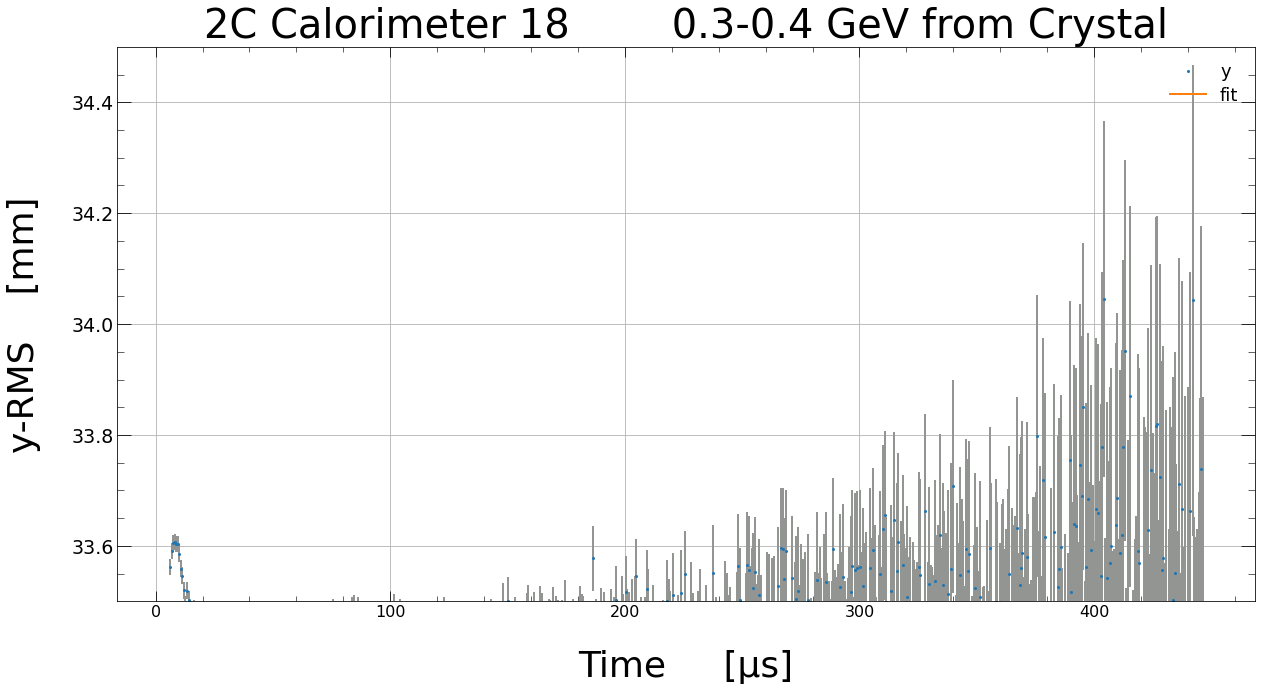 2C Calorimeter 18 0.3-0.4 GeV from Crystal
y
fit
34.4
34.2
34.0
33.8
33.6
y-RMS [mm]
0 100 200 300 400
Time [μs]